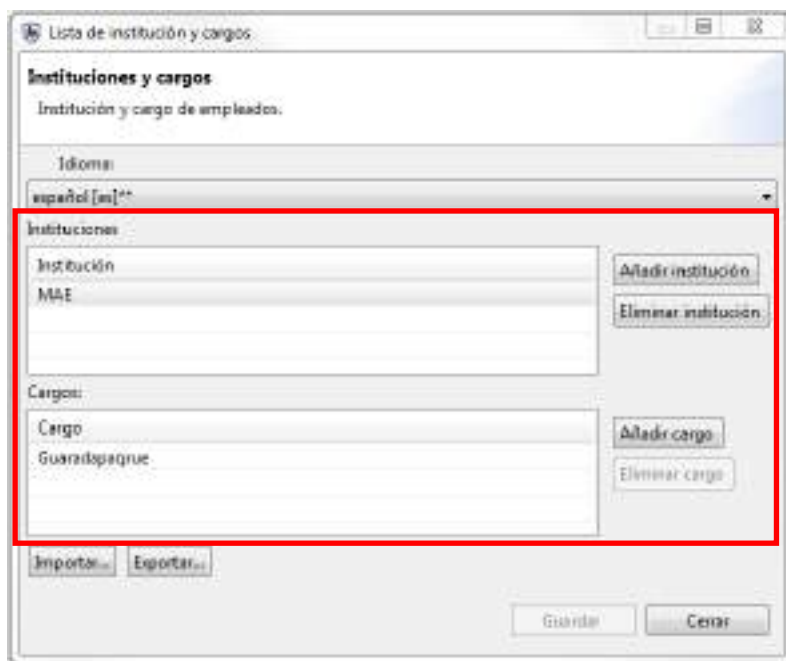 Lista de institución y cargos
Instituciones y cargos
Institución y cargo de empleados.
Idioma:
español [es]**
Instituciones
Institución
Añadir institución
MAE
Eliminar institución
Cargos:
Cargo
Añadir cargo
Guaradapaqrue
Eliminar cargo
Importar...
Exportar...
Guardar
Cerrar